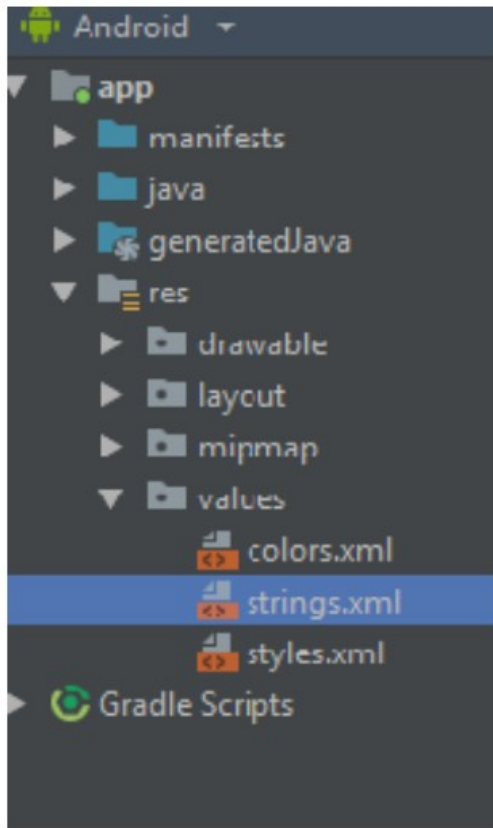 Android
app
manifests
java
generatedJava
res
drawable
layout
mipmap
values
colors.xml
strings.xml
styles.xml
Gradle Scripts